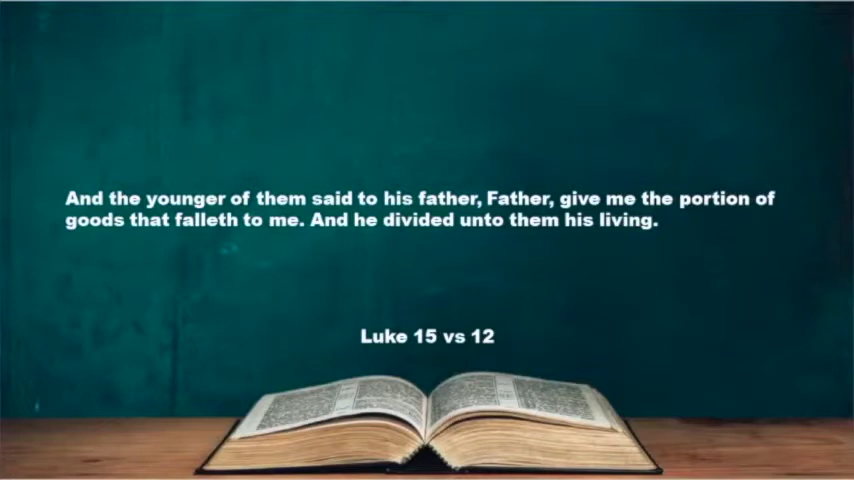 And the younger of them said to his father, Father, give me the portion of
goods that falleth to me. And he divided unto them his living.
Luke 15 vs 12